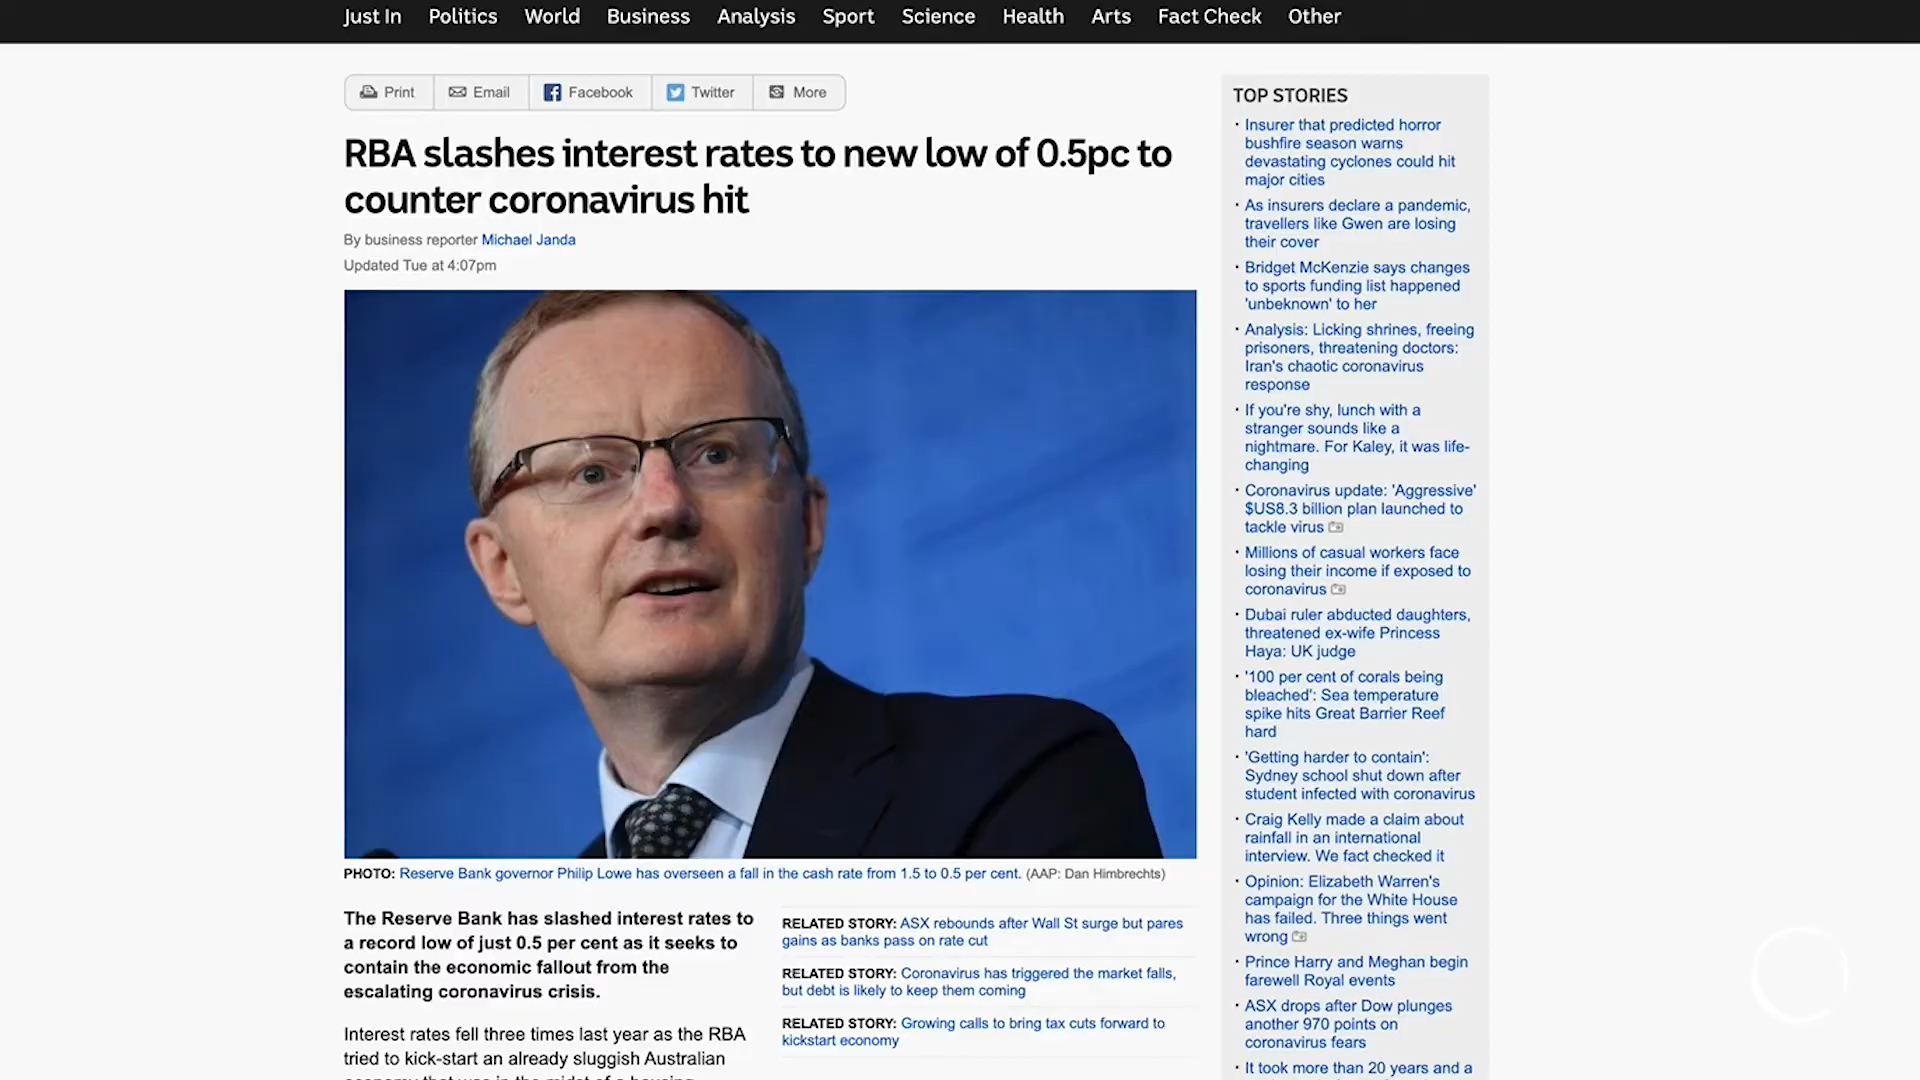 Just In Politics World Business Analysis Sport Science Health Arts Fact Check Other
Print Email Facebook Twitter More
RBA slashes interest rates to new low of 0.5pc to
counter coronavirus hit
By business reporter Michael Janda
Updated Tue at 4:07pm
PHOTO: Reserve Bank governor Philip Lowe has overseen a fall in the cash rate from 1.5 to 0.5 per cent. (AAP: Dan Himbrechts)
The Reserve Bank has slashed interest rates to
a record low of just 0.5 per cent as it seeks to
contain the economic fallout from the
escalating coronavirus crisis.
Interest rates fell three times last year as the RBA
tried to kick-start an already sluggish Australian
RELATED STORY: ASX rebounds after Wall St surge but pares
gains as banks pass on rate cut
RELATED STORY: Coronavirus has triggered the market falls,
but debt is likely to keep them coming
RELATED STORY: Growing calls to bring tax cuts forward to
kickstart economy
TOP STORIES
Insurer that predicted horror
bushfire season warns
devastating cyclones could hit
major cities
As insurers declare a pandemic,
travellers like Gwen are losing
their cover
Bridget McKenzie says changes
to sports funding list happened
'unbeknown' to her
Analysis: Licking shrines, freeing
prisoners, threatening doctors:
Iran's chaotic coronavirus
response
If you're shy, lunch with a
stranger sounds like a
nightmare. For Kaley, it was life-
changing
Coronavirus update: 'Aggressive'
$US8.3 billion plan launched to
tackle virus
Millions of casual workers face
losing their income if exposed to
coronavirus
Dubai ruler abducted daughters,
threatened ex-wife Princess
Haya: UK judge
'100 per cent of corals being
bleached': Sea temperature
spike hits Great Barrier Reef
hard
'Getting harder to contain':
Sydney school shut down after
student infected with coronavirus
Craig Kelly made a claim about
rainfall in an international
interview. We fact checked it
Opinion: Elizabeth Warren's
campaign for the White House
has failed. Three things went
wrong
Prince Harry and Meghan begin
farewell Royal events
ASX drops after Dow plunges
another 970 points on
coronavirus fears
It took more than 20 years and a